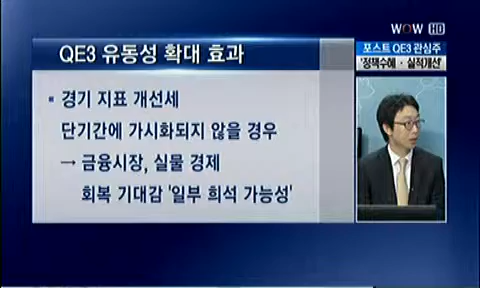 WOW HD
QE3 유동성 확대 효과
포스트 QE3 관심주
'정책수혜 · 실적개선'
▪ 경기 지표 개선세
단기간에 가시화되지 않을 경우
→ 금융시장, 실물 경제
회복 기대감 '일부 희석 가능성'